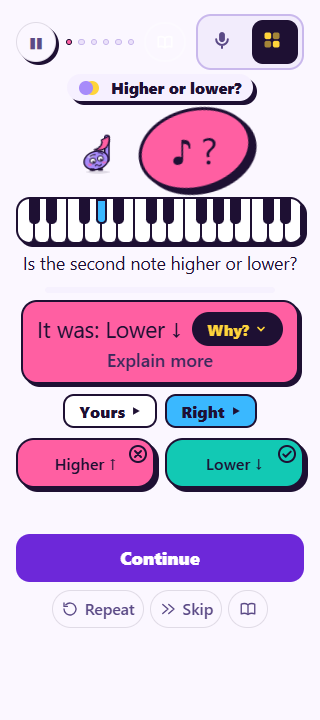 Higher or lower?
♪ ?
Is the second note higher or lower?
It was: Lower ↓
Why?
Explain more
Yours
Right
Higher ↑
Lower ↓
Continue
Repeat
Skip